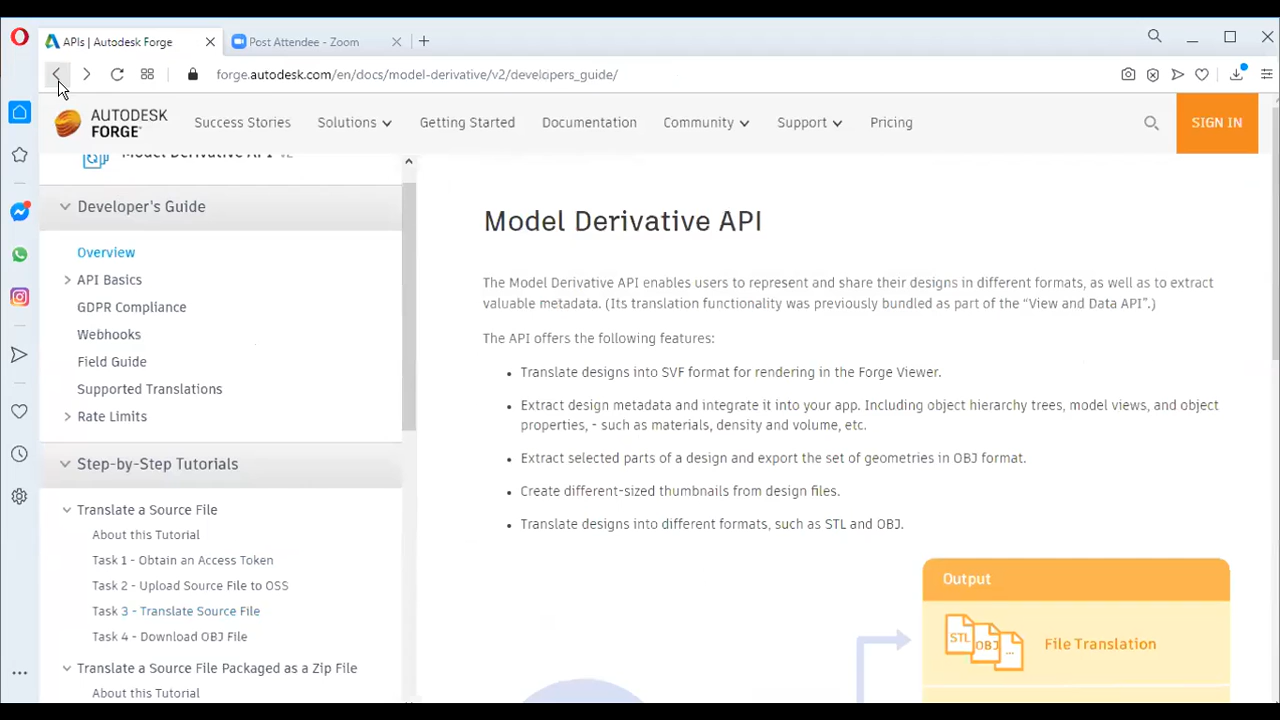 APIs | Autodesk Forge
Post Attendee - Zoom
forge.autodesk.com/en/docs/model-derivative/v2/developers_guide/
AUTODESK
FORGE
Success Stories
Solutions
Getting Started
Documentation
Community
Support
Pricing
SIGN IN
Model Derivative API v2
Developer's Guide
Overview
API Basics
GDPR Compliance
Webhooks
Field Guide
Supported Translations
Rate Limits
Step-by-Step Tutorials
Translate a Source File
About this Tutorial
Task 1 - Obtain an Access Token
Task 2 - Upload Source File to OSS
Task 3 - Translate Source File
Task 4 - Download OBJ File
Translate a Source File Packaged as a Zip File
About this Tutorial
Model Derivative API
The Model Derivative API enables users to represent and share their designs in different formats, as well as to extract
valuable metadata. (Its translation functionality was previously bundled as part of the “View and Data API”.)
The API offers the following features:
• Translate designs into SVF format for rendering in the Forge Viewer.
• Extract design metadata and integrate it into your app. Including object hierarchy trees, model views, and object
properties, - such as materials, density and volume, etc.
• Extract selected parts of a design and export the set of geometries in OBJ format.
• Create different-sized thumbnails from design files.
• Translate designs into different formats, such as STL and OBJ.
Output
STL
OBJ
...
File Translation